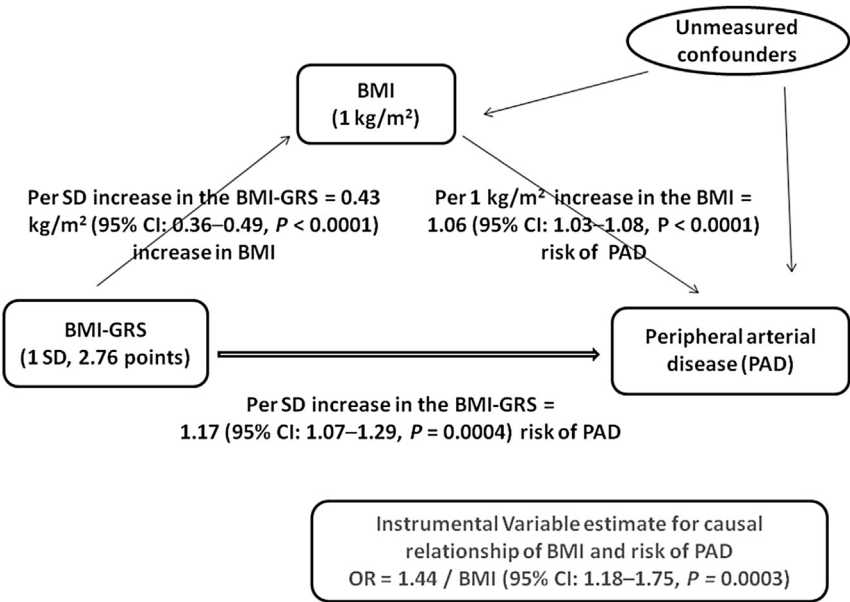 Unmeasured
confounders
BMI
(1 kg/m²)
Per SD increase in the BMI-GRS = 0.43
kg/m² (95% CI: 0.36–0.49, P < 0.0001)
increase in BMI
Per 1 kg/m² increase in the BMI =
1.06 (95% CI: 1.03–1.08, P < 0.0001)
risk of PAD
BMI-GRS
(1 SD, 2.76 points)
Peripheral arterial
disease (PAD)
Per SD increase in the BMI-GRS =
1.17 (95% CI: 1.07–1.29, P = 0.0004) risk of PAD
Instrumental Variable estimate for causal
relationship of BMI and risk of PAD
OR = 1.44 / BMI (95% CI: 1.18–1.75, P = 0.0003)